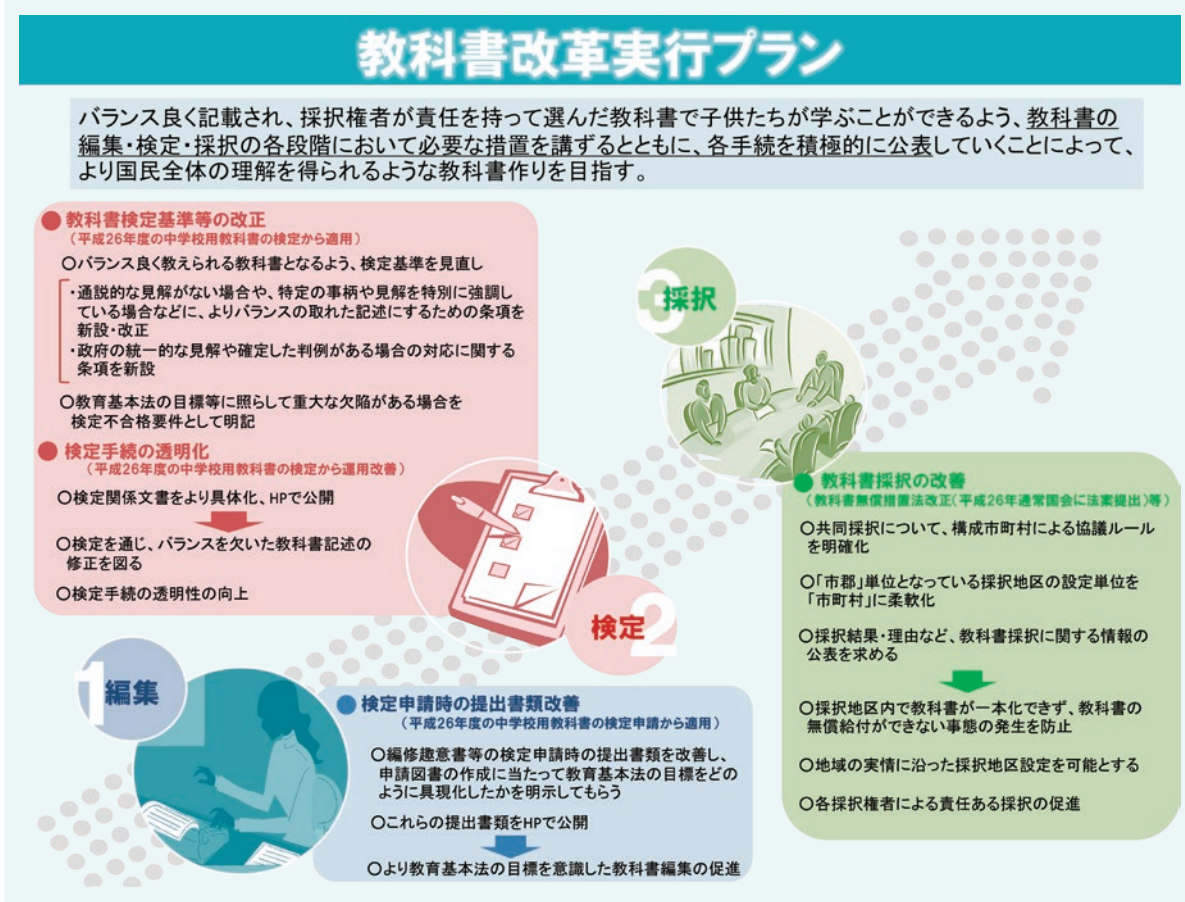 教科書改革実行プラン
バランス良く記載され、採択権者が責任を持って選んだ教科書で子供たちが学ぶことができるよう、教科書の
編集・検定・採択の各段階において必要な措置を講ずるとともに、各手続を積極的に公表していくことによって、
より国民全体の理解を得られるような教科書作りを目指す。
●教科書検定基準等の改正
（平成26年度の中学校用教科書の検定から適用）
○バランス良く教えられる教科書となるよう、検定基準を見直し
・通説的な見解がない場合や、特定の事柄や見解を特別に強調し
ている場合などに、よりバランスの取れた記述にするための条項を
新設・改正
・政府の統一的な見解や確定した判例がある場合の対応に関する
条項を新設
○教育基本法の目標等に照らして重大な欠陥がある場合を
検定不合格要件として明記
●検定手続の透明化
（平成26年度の中学校用教科書の検定から運用改善）
○検定関係文書をより具体化、HPで公開
○検定を通じ、バランスを欠いた教科書記述の
修正を図る
○検定手続の透明性の向上
2 検定
1 編集
●検定申請時の提出書類改善
（平成26年度の中学校用教科書の検定申請から適用）
○編修趣意書等の検定申請時の提出書類を改善し、
申請図書の作成に当たって教育基本法の目標をどの
ように具現化したかを明示してもらう
○これらの提出書類をHPで公開
○より教育基本法の目標を意識した教科書編集の促進
3 採択
●教科書採択の改善
（教科書無償措置法改正（平成26年通常国会に法案提出）等）
○共同採択について、構成市町村による協議ルール
を明確化
○「市郡」単位となっている採択地区の設定単位を
「市町村」に柔軟化
○採択結果・理由など、教科書採択に関する情報の
公表を求める
○採択地区内で教科書が一本化できず、教科書の
無償給付ができない事態の発生を防止
○地域の実情に沿った採択地区設定を可能とする
○各採択権者による責任ある採択の促進